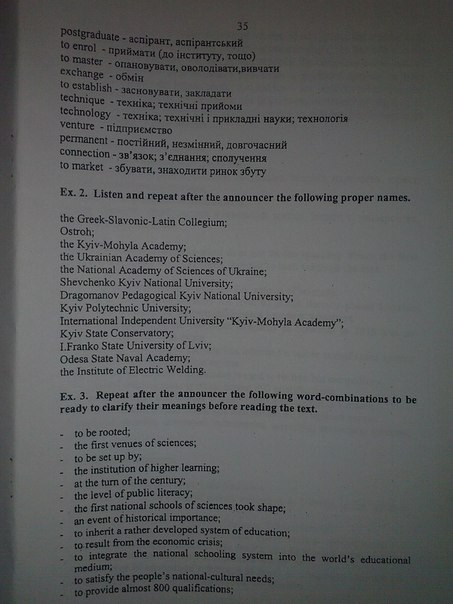 35
postgraduate - аспірант, аспірантський
to enrol - приймати (до інституту, тощо)
to master - опановувати, оволодівати,вивчати
exchange - обмін
to establish - засновувати, закладати
technique - техніка; технічні прийоми
technology - техніка; технічні і прикладні науки; технологія
venture - підприємство
permanent - постійний, незмінний, довгочасний
connection - зв'язок; з'єднання; сполучення
to market - збувати, знаходити ринок збуту
Ex. 2. Listen and repeat after the announcer the following proper names.
the Greek-Slavonic-Latin Collegium;
Ostroh;
the Kyiv-Mohyla Academy;
the Ukrainian Academy of Sciences;
the National Academy of Sciences of Ukraine;
Shevchenko Kyiv National University;
Dragomanov Pedagogical Kyiv National University;
Kyiv Polytechnic University;
International Independent University "Kyiv-Mohyla Academy";
Kyiv State Conservatory;
I.Franko State University of Lviv;
Odesa State Naval Academy;
the Institute of Electric Welding.
Ex. 3. Repeat after the announcer the following word-combinations to be
ready to clarify their meanings before reading the text.
- to be rooted;
- the first venues of sciences;
- to be set up by;
- the institution of higher learning;
- at the turn of the century;
- the level of public literacy;
- the first national schools of sciences took shape;
- an event of historical importance;
- to inherit a rather developed system of education;
- to result from the economic crisis;
- to integrate the national schooling system into the world's educational
medium;
- to satisfy the people's national-cultural needs;
- to provide almost 800 qualifications;